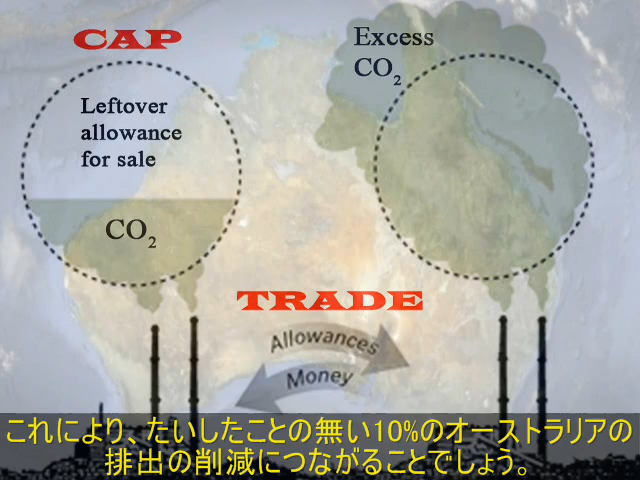 CAP
Excess
CO₂
Leftover
allowance
for sale
CO₂
TRADE
Allowances
Money
これにより、たいしたことの無い10%のオーストラリアの
排出の削減につながることでしょう。